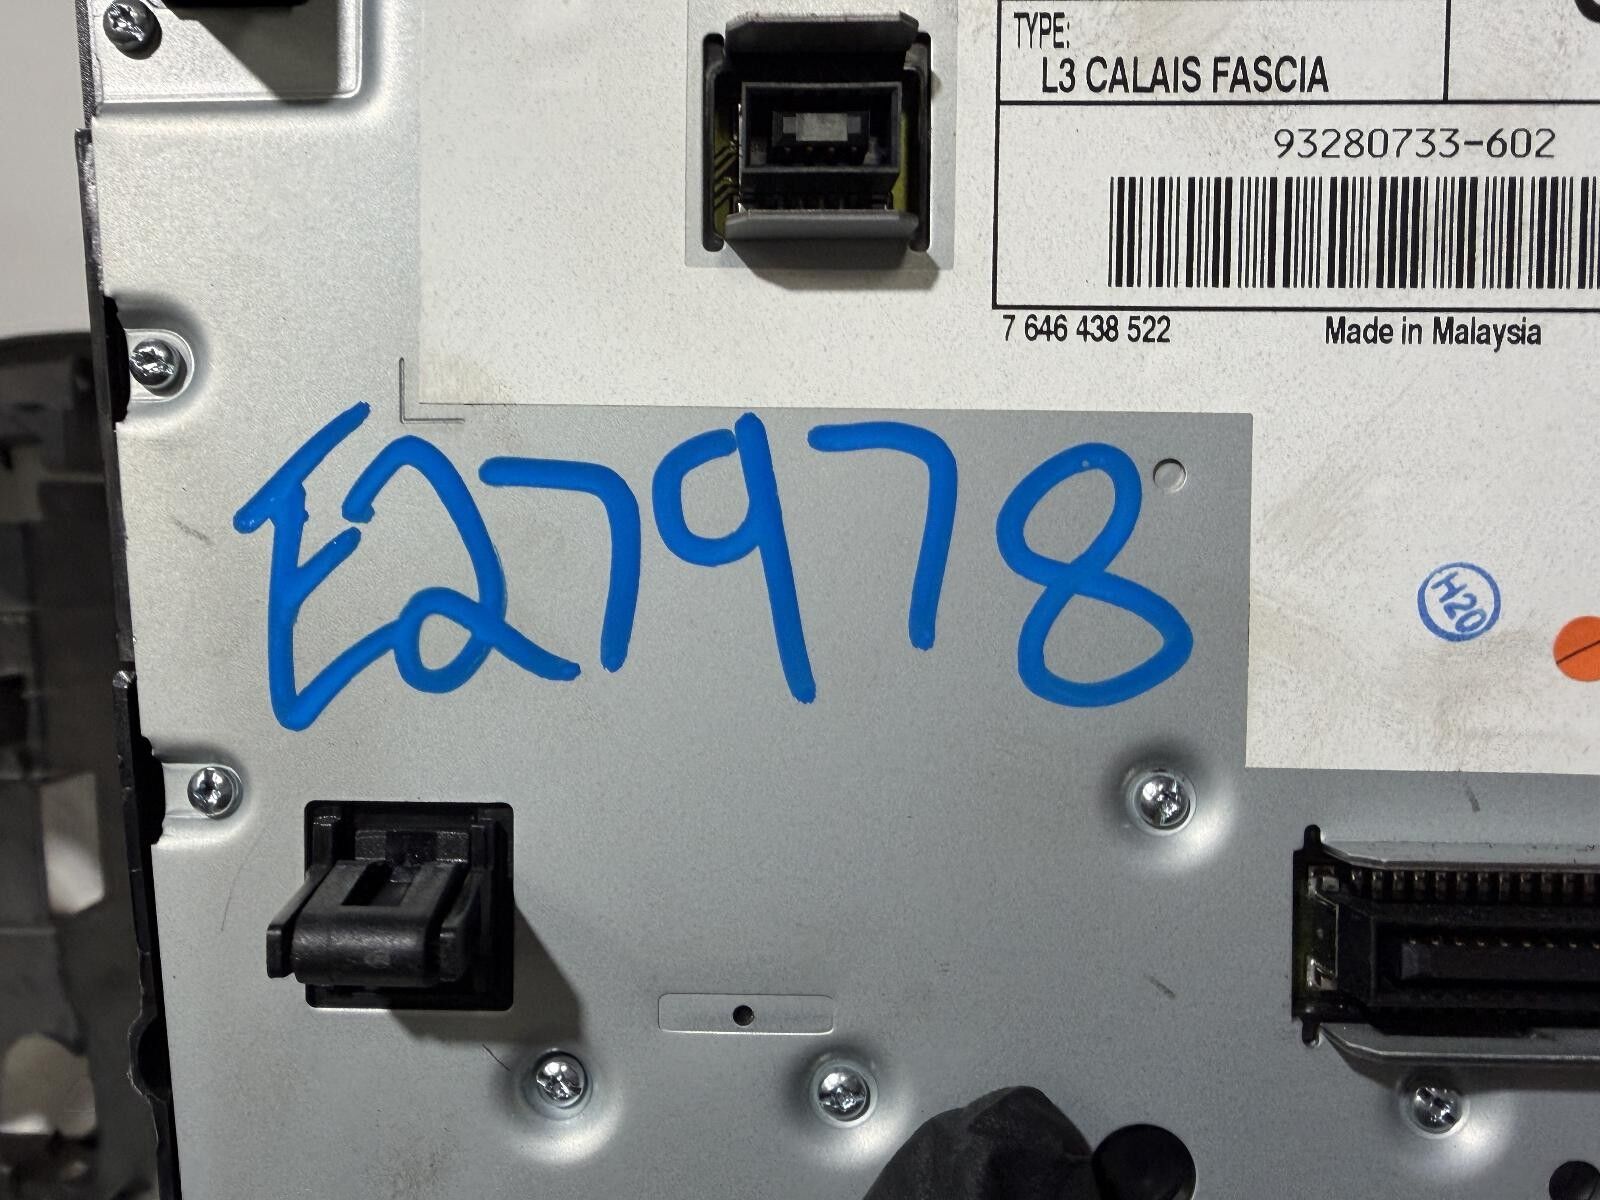 TYPE:
L3 CALAIS FASCIA
93280733-602
7 646 438 522 Made in Malaysia
E27978
H20